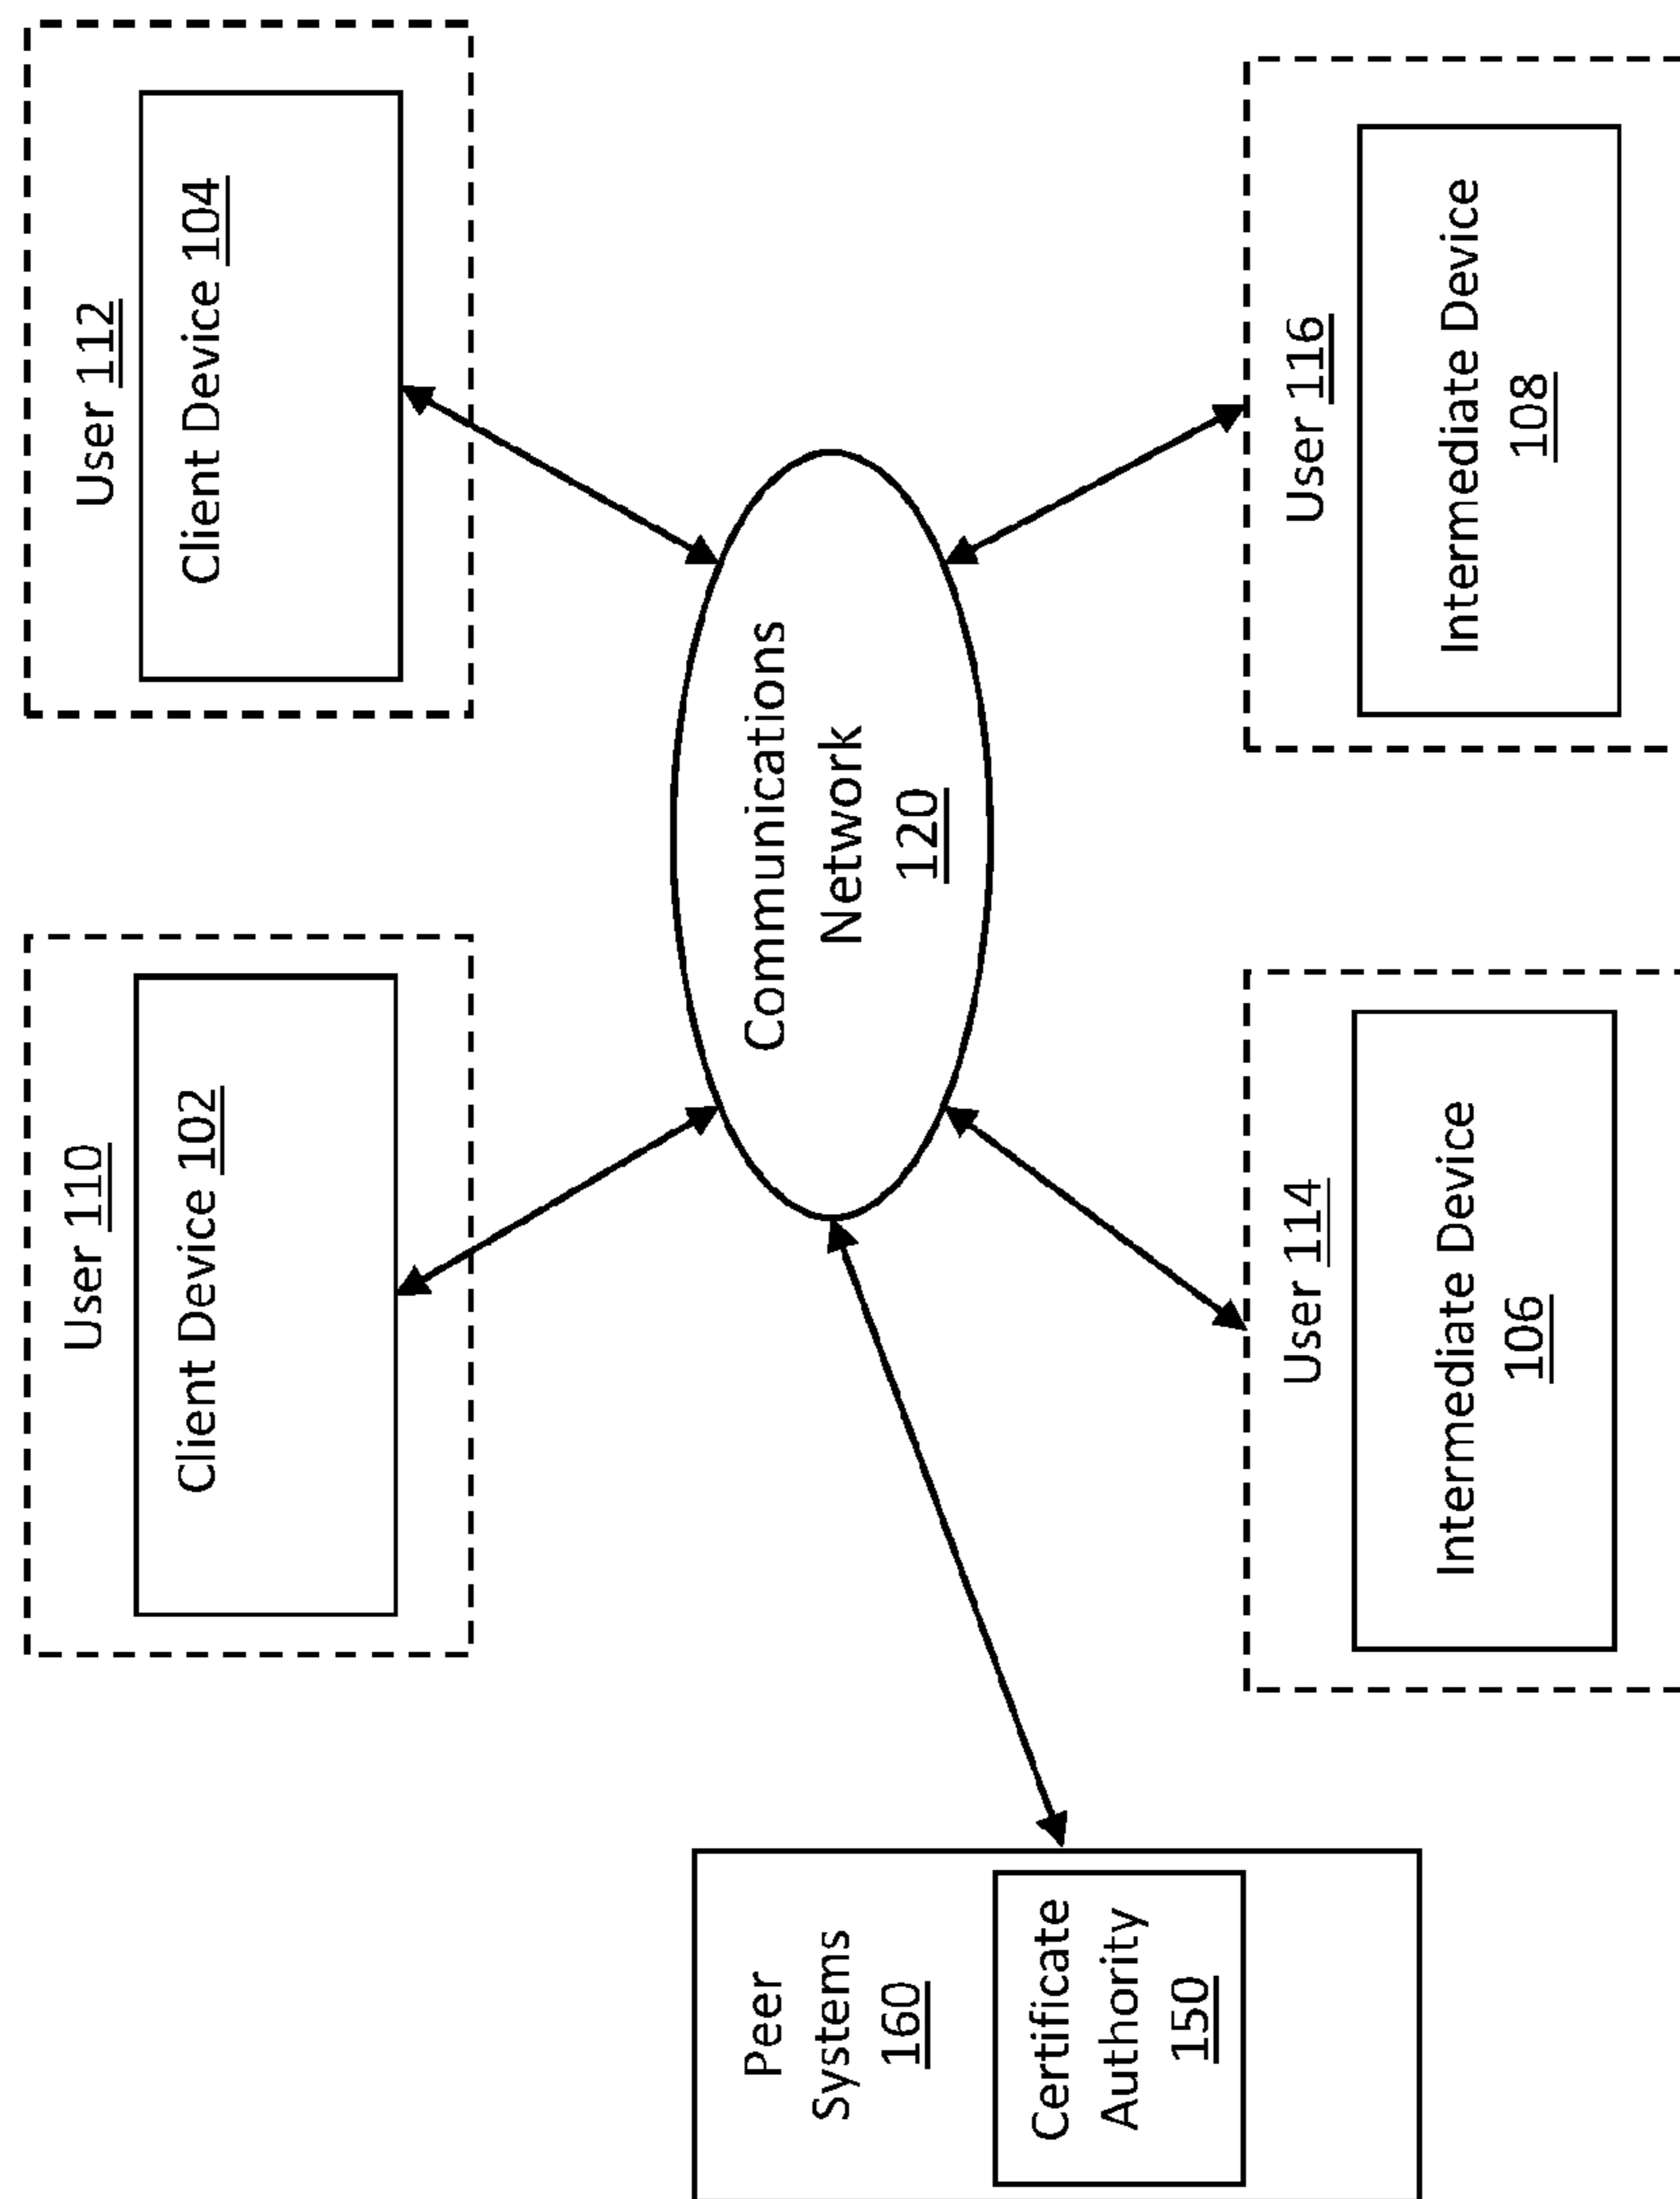 User 110
Client Device 102
User 112
Client Device 104
Peer
Systems
160
Certificate
Authority
150
Communications
Network
120
User 114
Intermediate Device
106
User 116
Intermediate Device
108